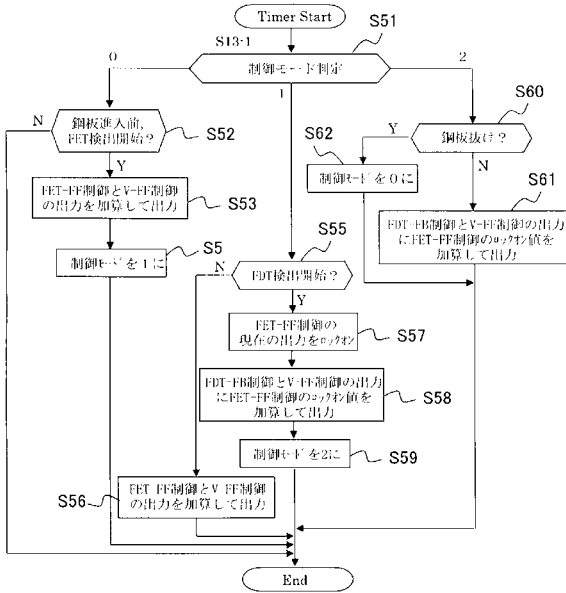 Timer Start
S51
S13-1
0
制御モード判定
2
1
鋼板進入前,
FET検出開始?
N
S52
Y
FET-FF制御とV-FF制御
の出力を加算して出力
S53
S5
制御ﾓｰﾄﾞを1に
S60
鋼板抜け?
Y
N
S62
制御ﾓｰﾄﾞを0に
S61
FDT-FB制御とV-FF制御の出力
にFET-FF制御のﾛｯｸｵﾝ値を
加算して出力
S55
FDT検出開始?
N
Y
FET-FF制御の
現在の出力をﾛｯｸｵﾝ
S57
FDT-FB制御とV-FF制御の出力
にFET-FF制御のﾛｯｸｵﾝ値を
加算して出力
S58
制御ﾓｰﾄﾞを2に
S59
FET-FF制御とV-FF制御
の出力を加算して出力
S56
End